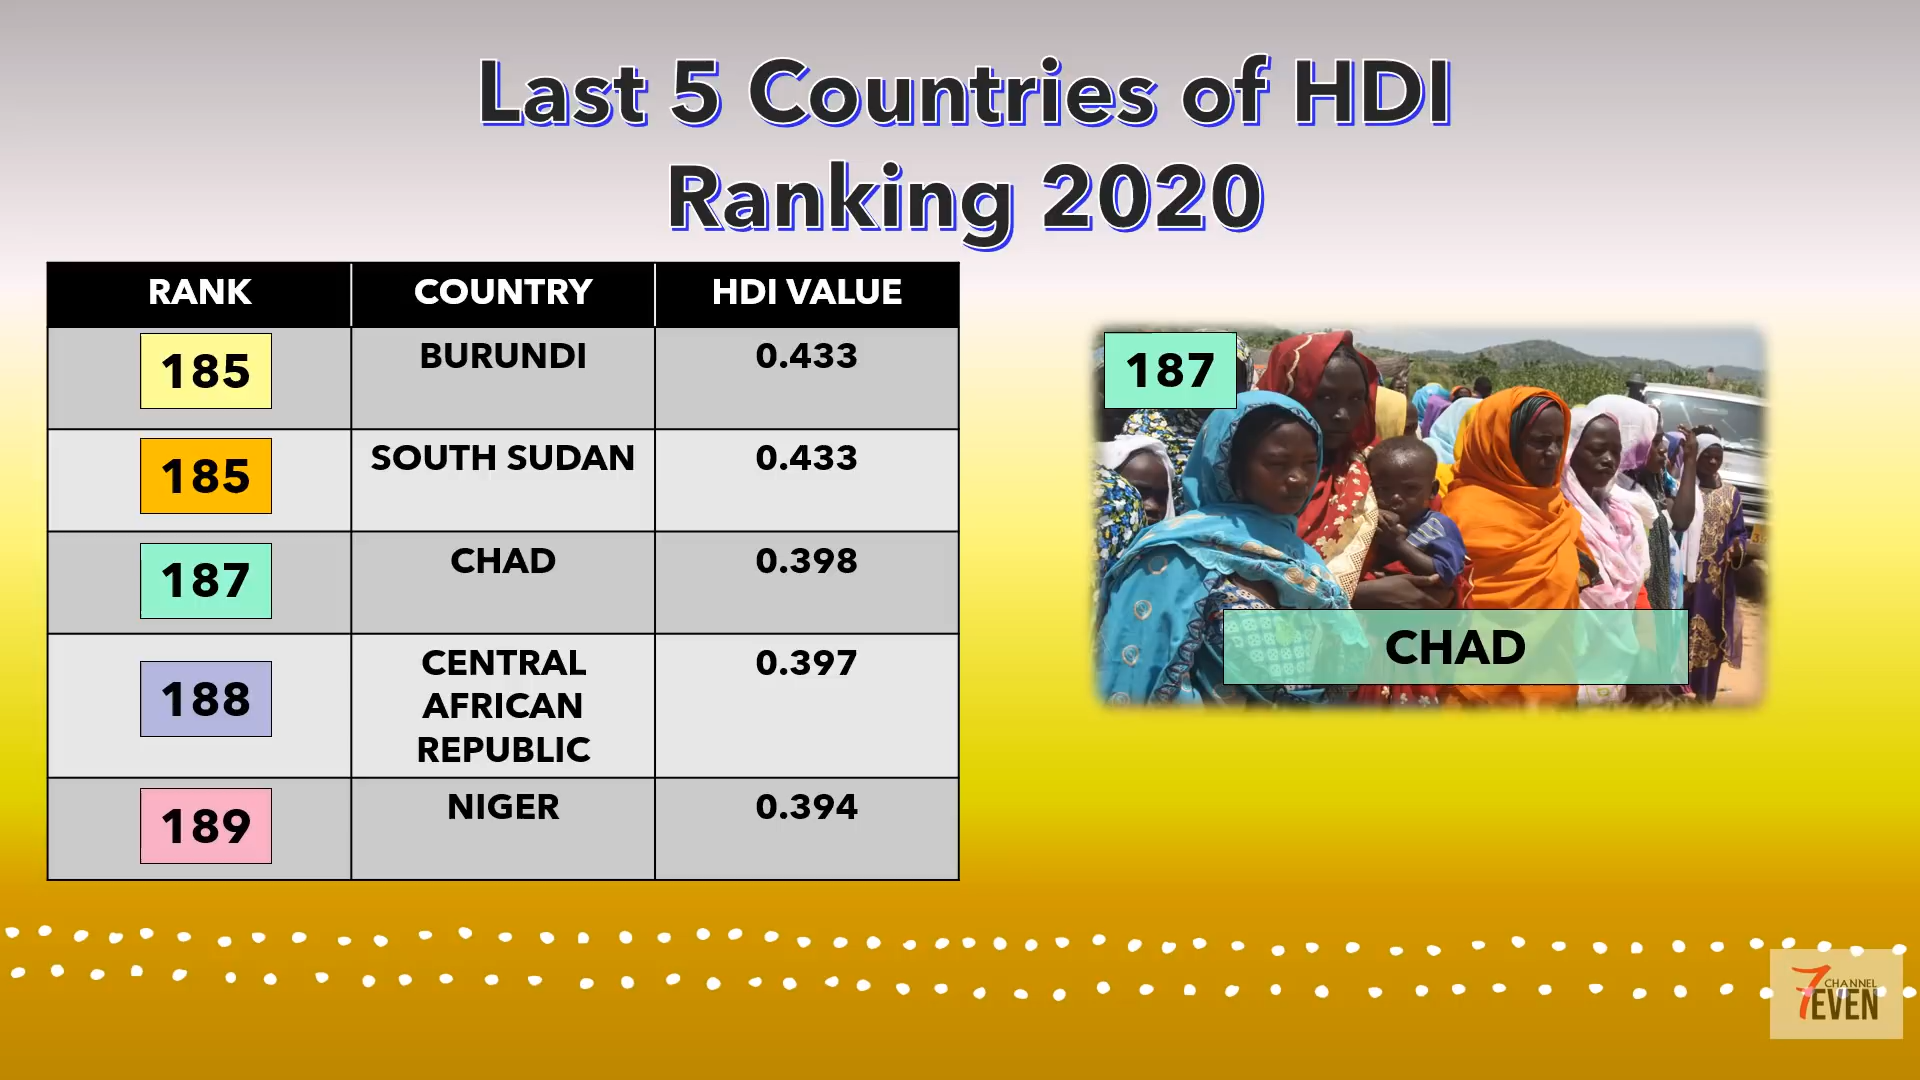 Last 5 Countries of HDI
Ranking 2020
RANK COUNTRY HDI VALUE
185 BURUNDI 0.433
185 SOUTH SUDAN 0.433
187 CHAD 0.398
188 CENTRAL AFRICAN REPUBLIC 0.397
189 NIGER 0.394
187
CHAD
CHANNEL
7EVEN